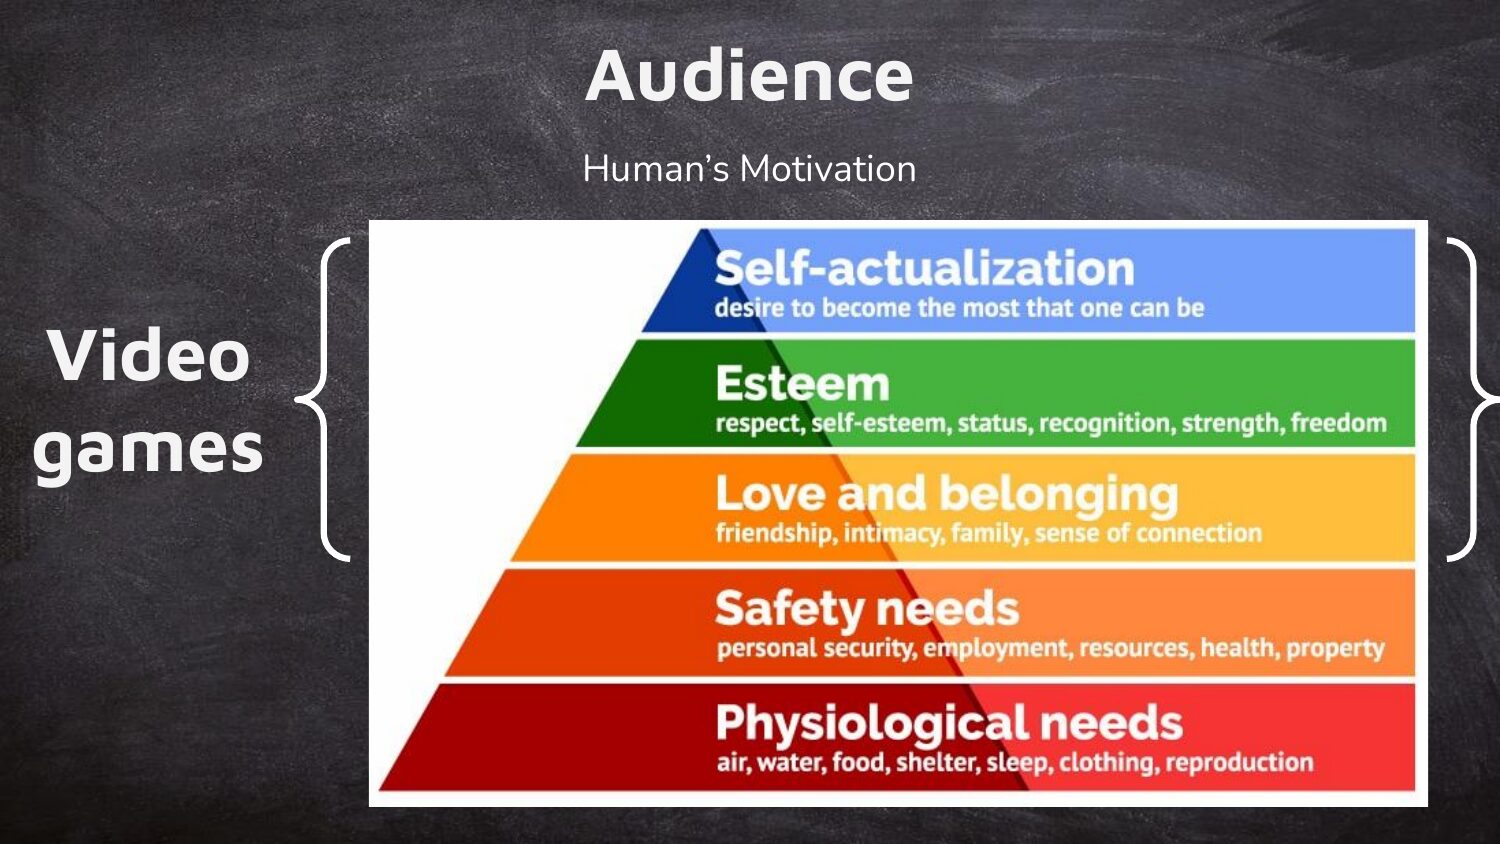 Audience
Human’s Motivation
Video
games
Self-actualization
desire to become the most that one can be
Esteem
respect, self-esteem, status, recognition, strength, freedom
Love and belonging
friendship, intimacy, family, sense of connection
Safety needs
personal security, employment, resources, health, property
Physiological needs
air, water, food, shelter, sleep, clothing, reproduction